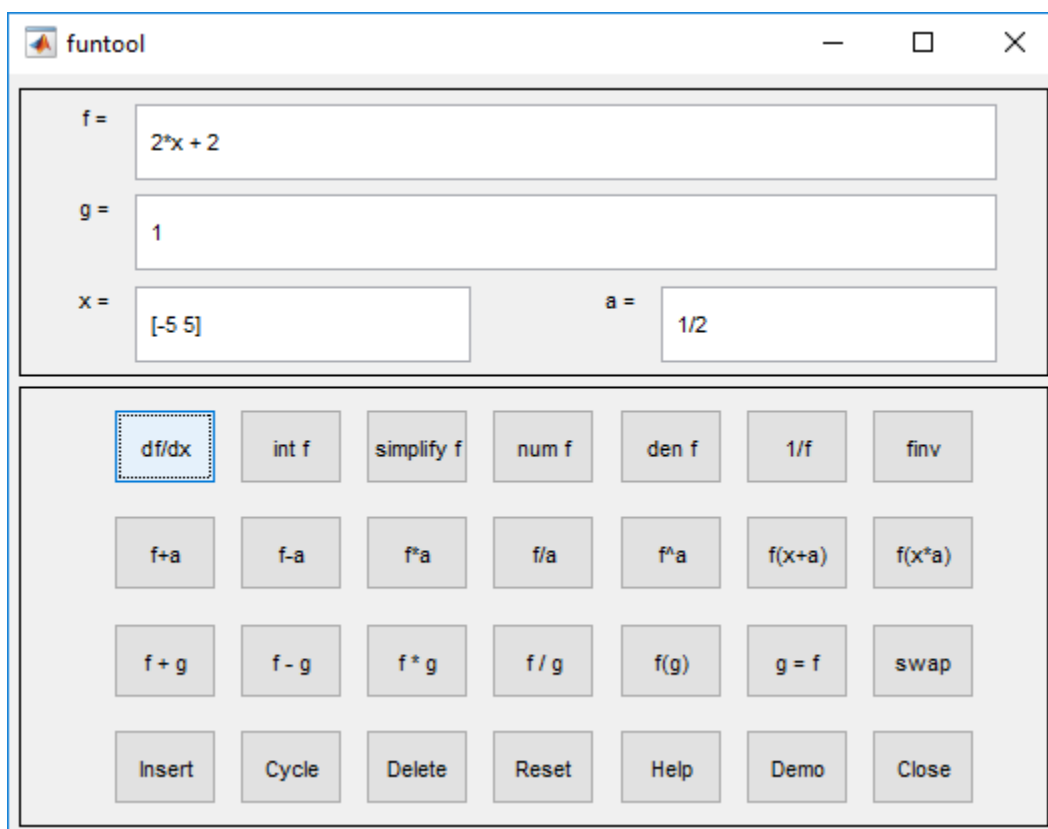 funtool
f =
2*x + 2
g =
1
x =
[-5 5]
a =
1/2
df/dx int f simplify f num f den f 1/f finv
f+a f-a f*a f/a f^a f(x+a) f(x*a)
f + g f - g f * g f / g f(g) g = f swap
Insert Cycle Delete Reset Help Demo Close